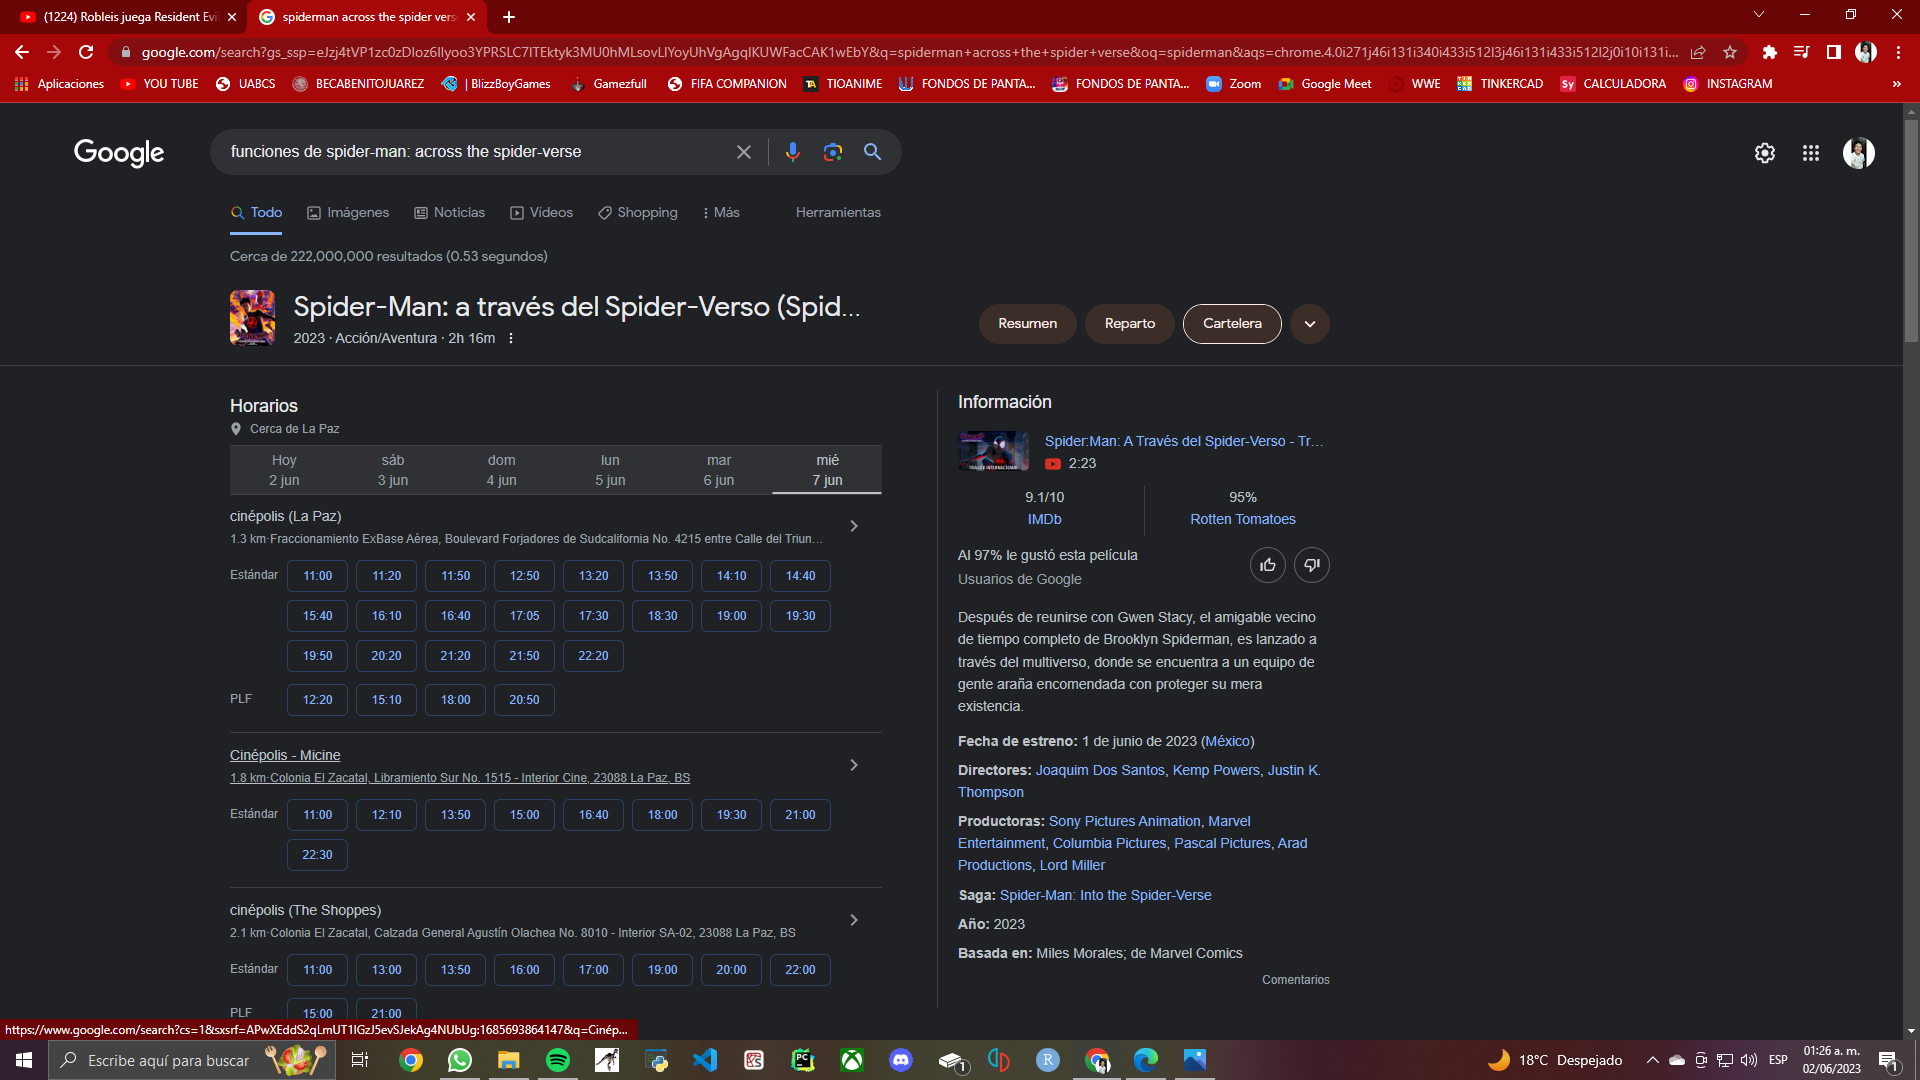 (1224) Robleis juega Resident Evi
spiderman across the spider vers
google.com/search?gs_ssp=eJzj4tVP1zc0zDIoz6Ilyoo3YPRSLC7ITEktyk3MU0hMLsovLlYoyUhVgAgqlKUWFacCAK1wEbY&q=spiderman+across+the+spider+verse&oq=spiderman&aqs=chrome.4.0i271j46i131i340i433i512l3j46i131i433i512l2j0i10i131i...
Aplicaciones
YOU TUBE
UABCS
BECABENITOJUAREZ
| BlizzBoyGames
Gamezfull
FIFA COMPANION
TIOANIME
FONDOS DE PANTA...
FONDOS DE PANTA...
Zoom
Google Meet
WWE
TINKERCAD
CALCULADORA
INSTAGRAM
»
Google
funciones de spider-man: across the spider-verse
Todo
Imágenes
Noticias
Vídeos
Shopping
Más
Herramientas
Cerca de 222,000,000 resultados (0.53 segundos)
Spider-Man: a través del Spider-Verso (Spid...
2023 · Acción/Aventura · 2h 16m
Resumen
Reparto
Cartelera
Horarios
Cerca de La Paz
Hoy sáb dom lun mar mié
2 jun 3 jun 4 jun 5 jun 6 jun 7 jun
cinépolis (La Paz)
1.3 km·Fraccionamiento ExBase Aérea, Boulevard Forjadores de Sudcalifornia No. 4215 entre Calle del Triun...
Estándar 11:00 11:20 11:50 12:50 13:20 13:50 14:10 14:40
15:40 16:10 16:40 17:05 17:30 18:30 19:00 19:30
19:50 20:20 21:20 21:50 22:20
PLF 12:20 15:10 18:00 20:50
Cinépolis - Micine
1.8 km·Colonia El Zacatal, Libramiento Sur No. 1515 - Interior Cine, 23088 La Paz, BS
Estándar 11:00 12:10 13:50 15:00 16:40 18:00 19:30 21:00
22:30
cinépolis (The Shoppes)
2.1 km·Colonia El Zacatal, Calzada General Agustín Olachea No. 8010 - Interior SA-02, 23088 La Paz, BS
Estándar 11:00 13:00 13:50 16:00 17:00 19:00 20:00 22:00
PLF 15:00 21:00
Información
Spider:Man: A Través del Spider-Verso - Tr...
2:23
9.1/10
IMDb
95%
Rotten Tomatoes
Al 97% le gustó esta película
Usuarios de Google
Después de reunirse con Gwen Stacy, el amigable vecino
de tiempo completo de Brooklyn Spiderman, es lanzado a
través del multiverso, donde se encuentra a un equipo de
gente araña encomendada con proteger su mera
existencia.
Fecha de estreno: 1 de junio de 2023 (México)
Directores: Joaquim Dos Santos, Kemp Powers, Justin K.
Thompson
Productoras: Sony Pictures Animation, Marvel
Entertainment, Columbia Pictures, Pascal Pictures, Arad
Productions, Lord Miller
Saga: Spider-Man: Into the Spider-Verse
Año: 2023
Basada en: Miles Morales; de Marvel Comics
Comentarios
https://www.google.com/search?cs=1&sxsrf=APwXEddS2qLmUT1IGzJ5evSJekAg4NUbUg:1685693864147&q=Cinép...
Escribe aquí para buscar
18°C Despejado
ESP
01:26 a. m.
02/06/2023